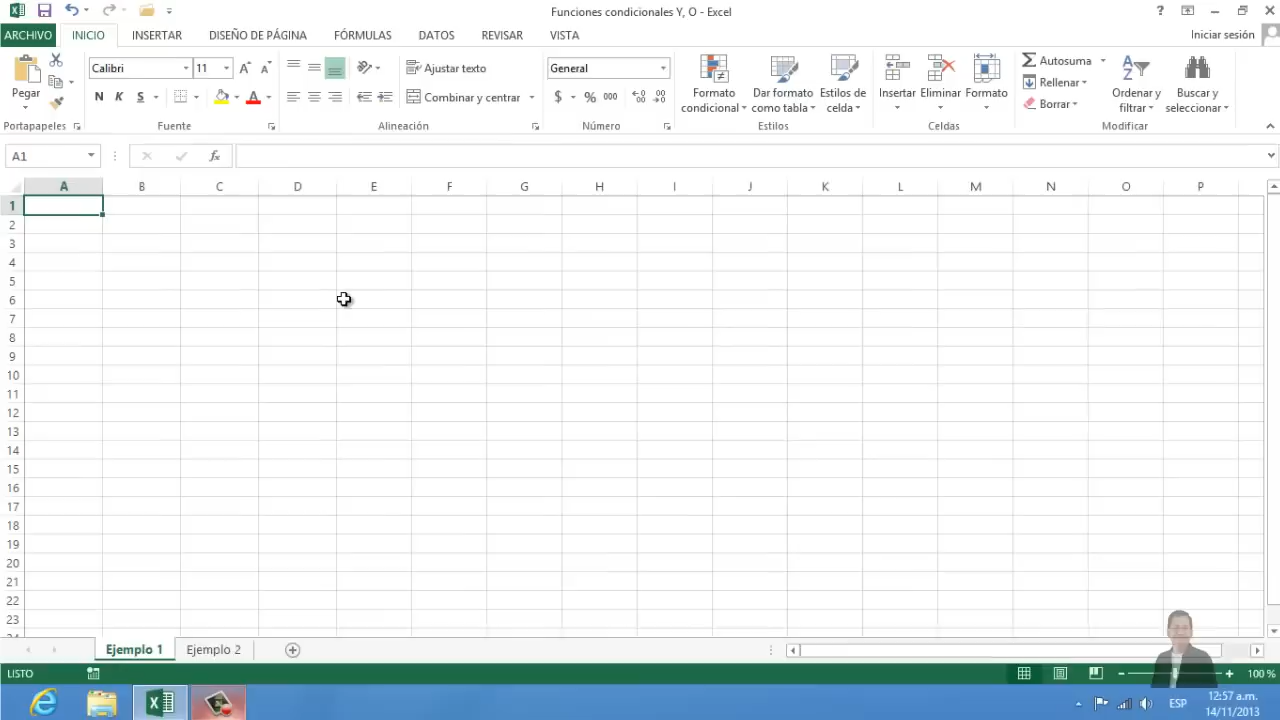 Funciones condicionales Y, O - Excel
ARCHIVO INICIO INSERTAR DISEÑO DE PÁGINA FÓRMULAS DATOS REVISAR VISTA Iniciar sesión
Pegar
Calibri 11
N K S
Ajustar texto
Combinar y centrar
General
$ % 000
Formato condicional
Dar formato como tabla
Estilos de celda
Insertar Eliminar Formato
Autosuma
Rellenar
Borrar
Ordenar y filtrar
Buscar y seleccionar
Portapapeles Fuente Alineación Número Estilos Celdas Modificar
A1 fx
A B C D E F G H I J K L M N O P
1
2
3
4
5
6
7
8
9
10
11
12
13
14
15
16
17
18
19
20
21
22
23
Ejemplo 1 Ejemplo 2
LISTO 100 %
ESP 12:57 a.m.
14/11/2013